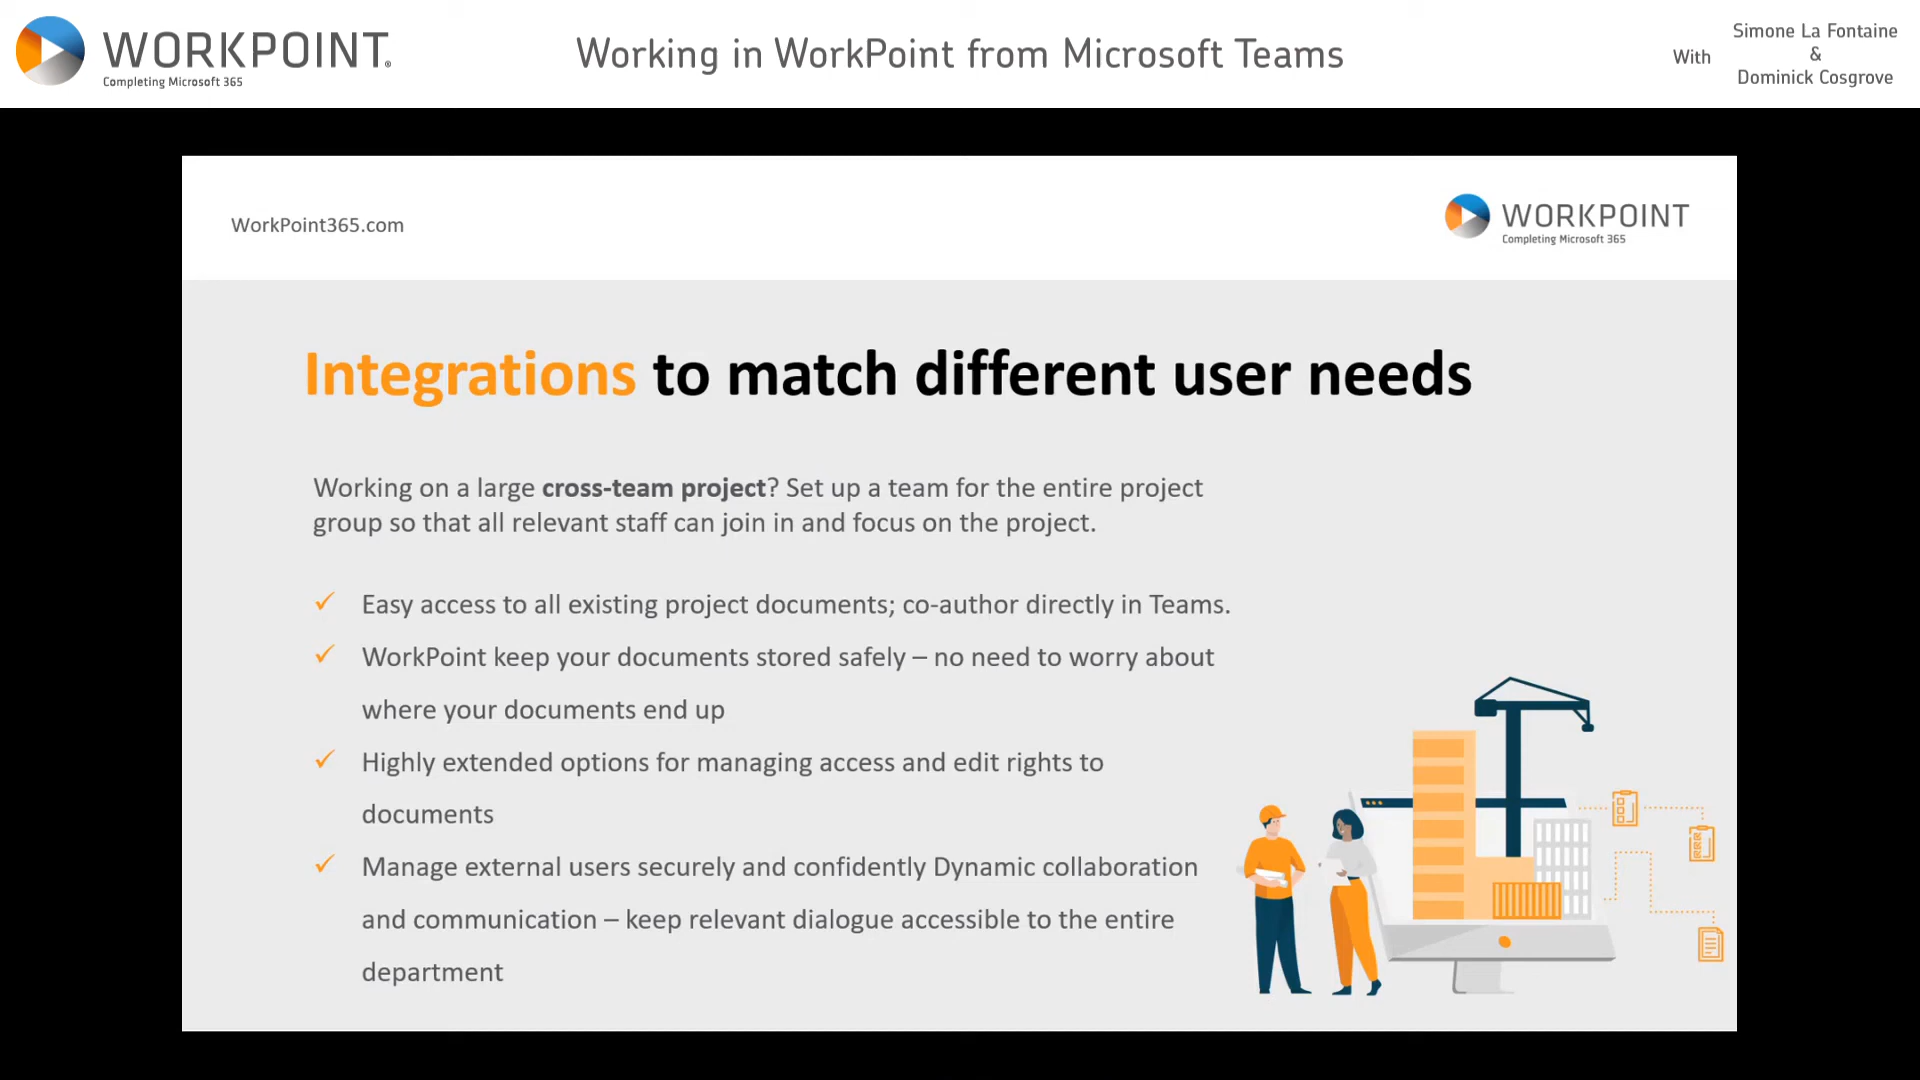 WORKPOINT®
Completing Microsoft 365
Working in WorkPoint from Microsoft Teams
With
Simone La Fontaine
&
Dominick Cosgrove
WorkPoint365.com
WORKPOINT
Completing Microsoft 365
Integrations to match different user needs
Working on a large cross-team project? Set up a team for the entire project
group so that all relevant staff can join in and focus on the project.
✓ Easy access to all existing project documents; co-author directly in Teams.
✓ WorkPoint keep your documents stored safely – no need to worry about
where your documents end up
✓ Highly extended options for managing access and edit rights to
documents
✓ Manage external users securely and confidently Dynamic collaboration
and communication – keep relevant dialogue accessible to the entire
department